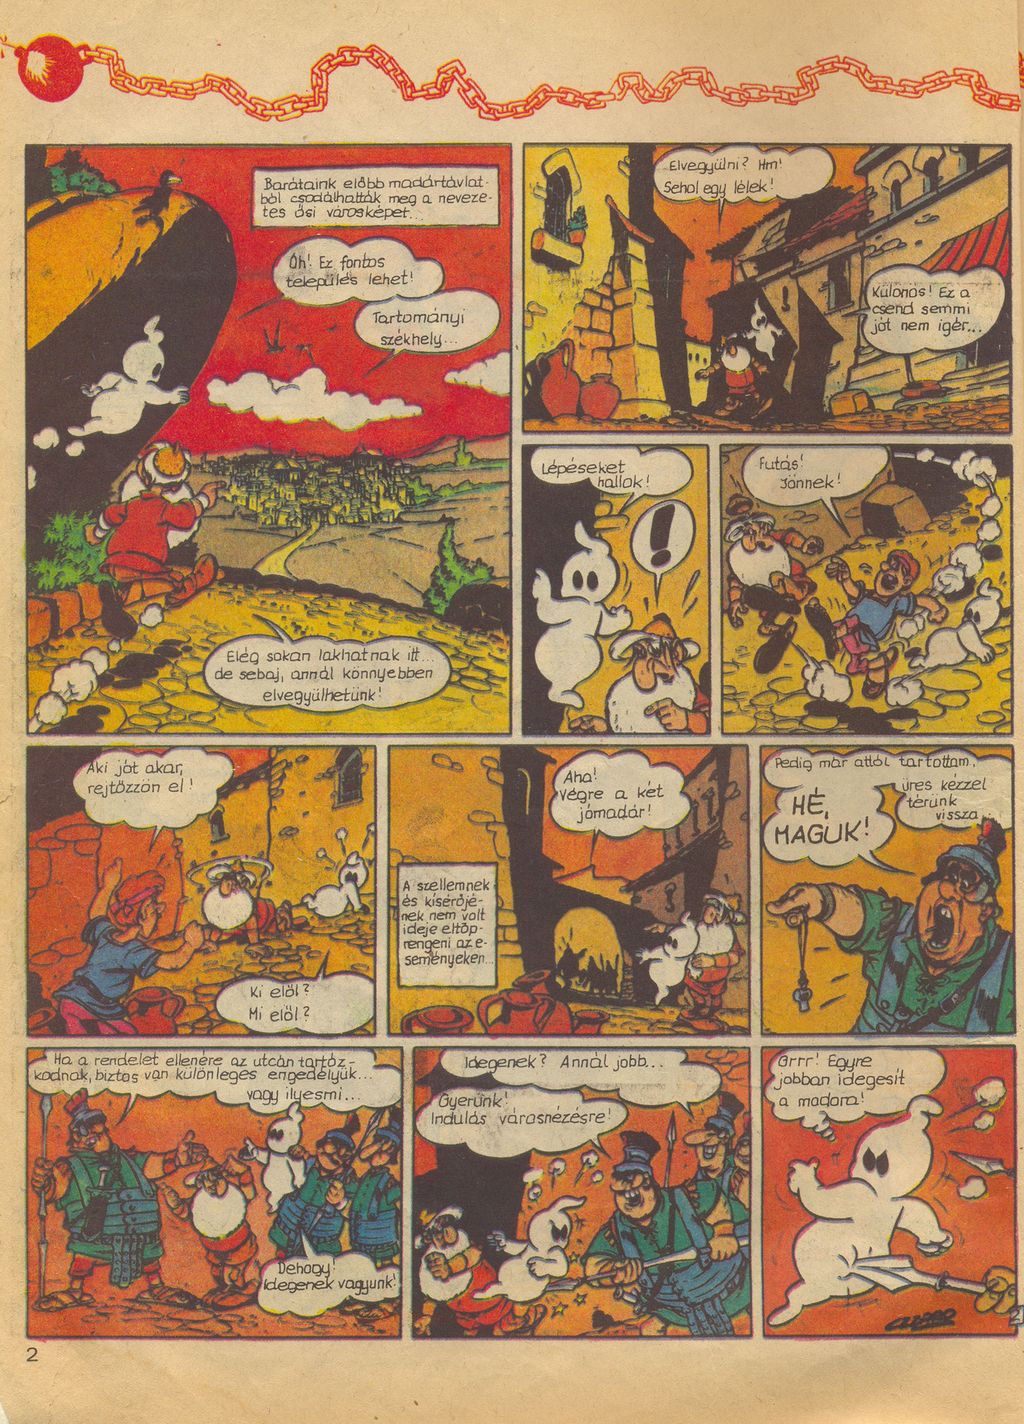 Barátaink előbb madártávlat-
ból csodálhatták meg a neveze-
tes ősi városképet...
Óh! Ez fontos
település lehet!
Tartományi
székhely...
Elég sokan lakhatnak itt...
de sebaj, annál könnyebben
elvegyülhetünk!
Elvegyülni? Hm!
Sehol egy lélek!
Különös! Ez a
csend semmi
jót nem igér...
Lépéseket
hallok!
!
Futás!
Jönnek!
Aki jót akar,
rejtőzzön el!
Ki elől?
Mi elől?
Aha!
Végre a két
jómadár!
A szellemnek
és kisérőjé-
nek nem volt
ideje eltöp-
rengeni az e-
seményeken...
Pedig már attól tartottam,
üres kézzel
térünk
vissza...
HÉ,
MAGUK!
Ha a rendelet ellenére az utcán tartóz-
kodnak, biztos van különleges engedélyük...
vagy ilyesmi...
Dehogy!
Idegenek vagyunk!
Idegenek? Annál jobb...
Gyerünk!
Indulás városnézésre!
Grrr! Egyre
jobban idegesít
a modora!
2